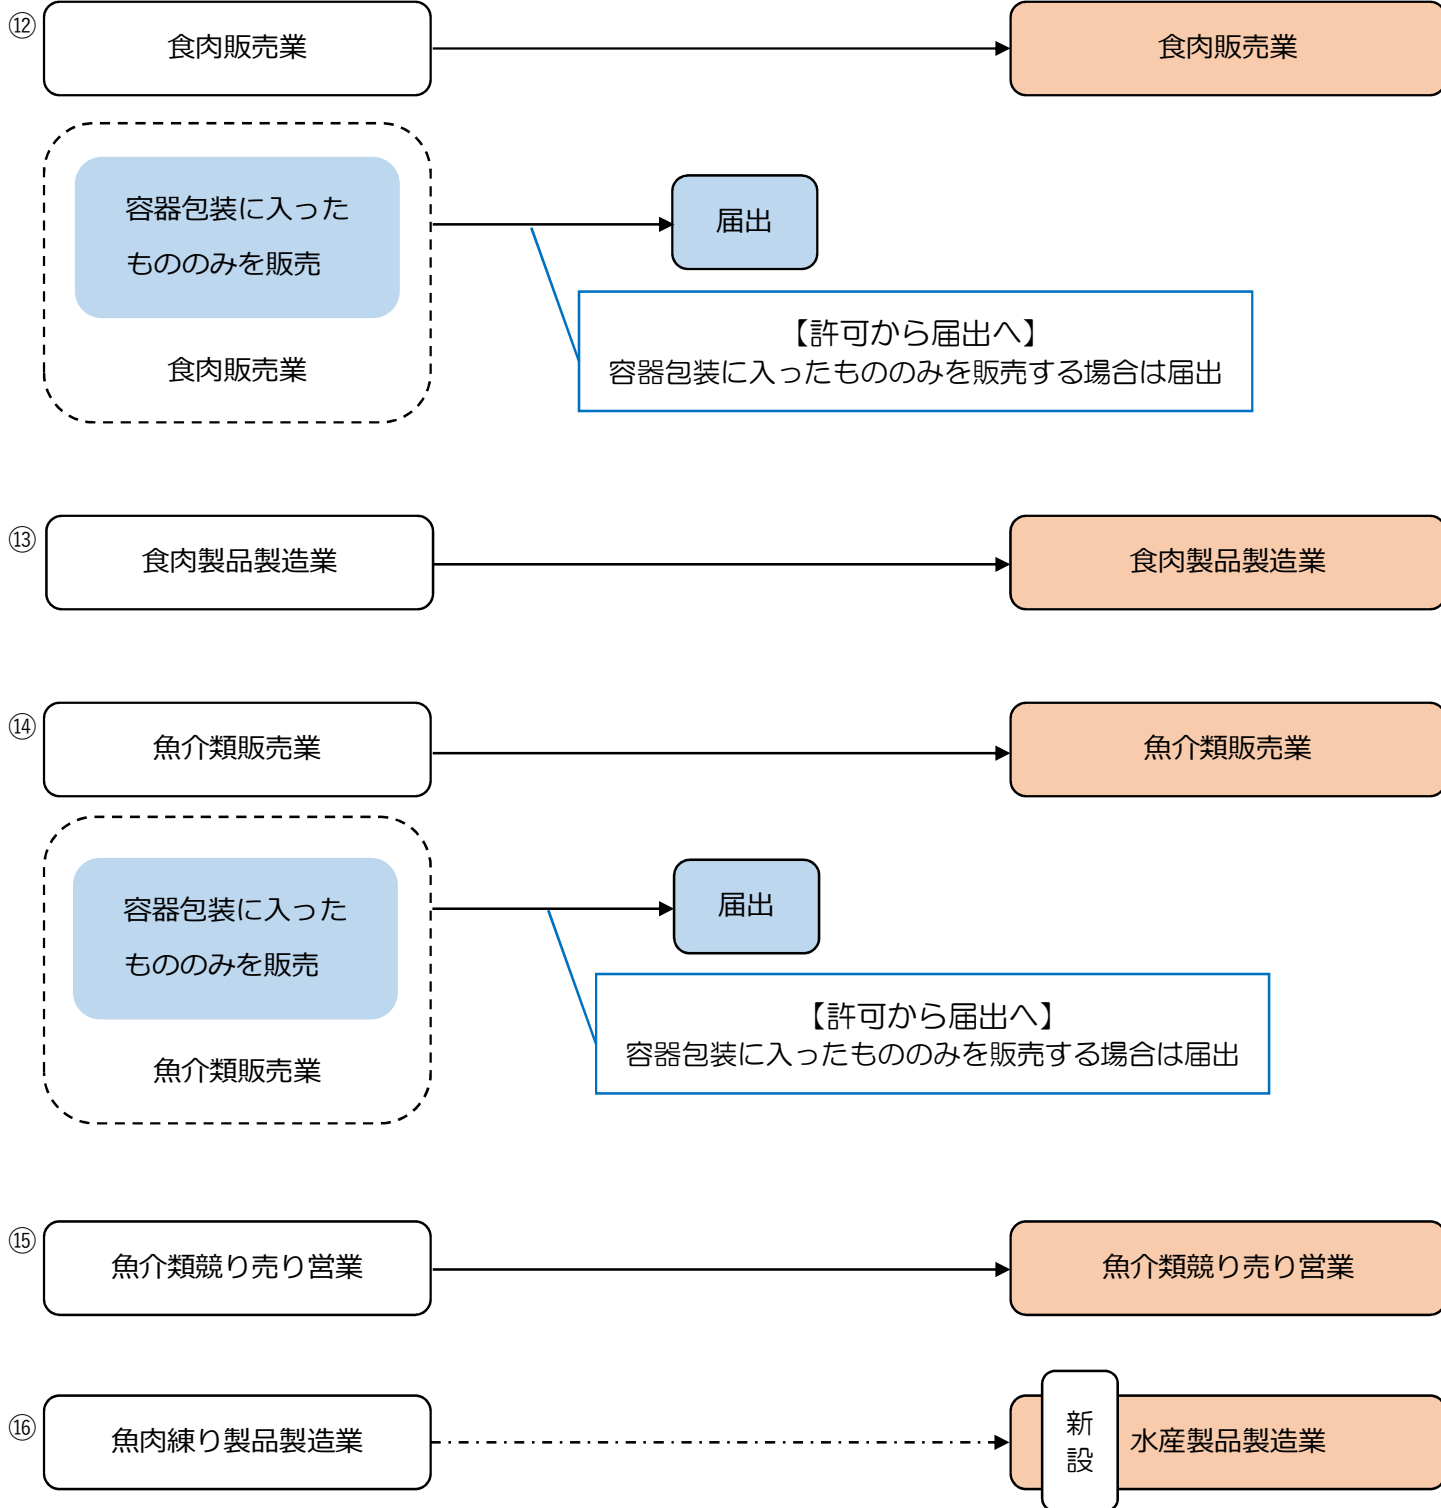 ⑫
食肉販売業
食肉販売業
容器包装に入った
もののみを販売
食肉販売業
届出
【許可から届出へ】
容器包装に入ったもののみを販売する場合は届出
⑬
食肉製品製造業
食肉製品製造業
⑭
魚介類販売業
魚介類販売業
容器包装に入った
もののみを販売
魚介類販売業
届出
【許可から届出へ】
容器包装に入ったもののみを販売する場合は届出
⑮
魚介類競り売り営業
魚介類競り売り営業
⑯
魚肉練り製品製造業
新
設
水産製品製造業